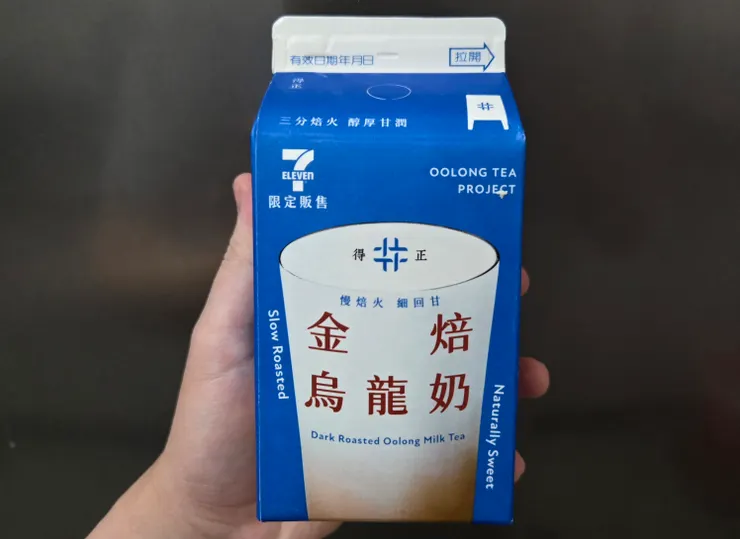 有效日期年月日
拉開
得正
三分焙火 醇厚甘潤
7
ELEVEN
限定販售
OOLONG TEA
PROJECT
得 正
慢焙火 細回甘
金焙
烏龍奶
Dark Roasted Oolong Milk Tea
Slow Roasted
Naturally Sweet